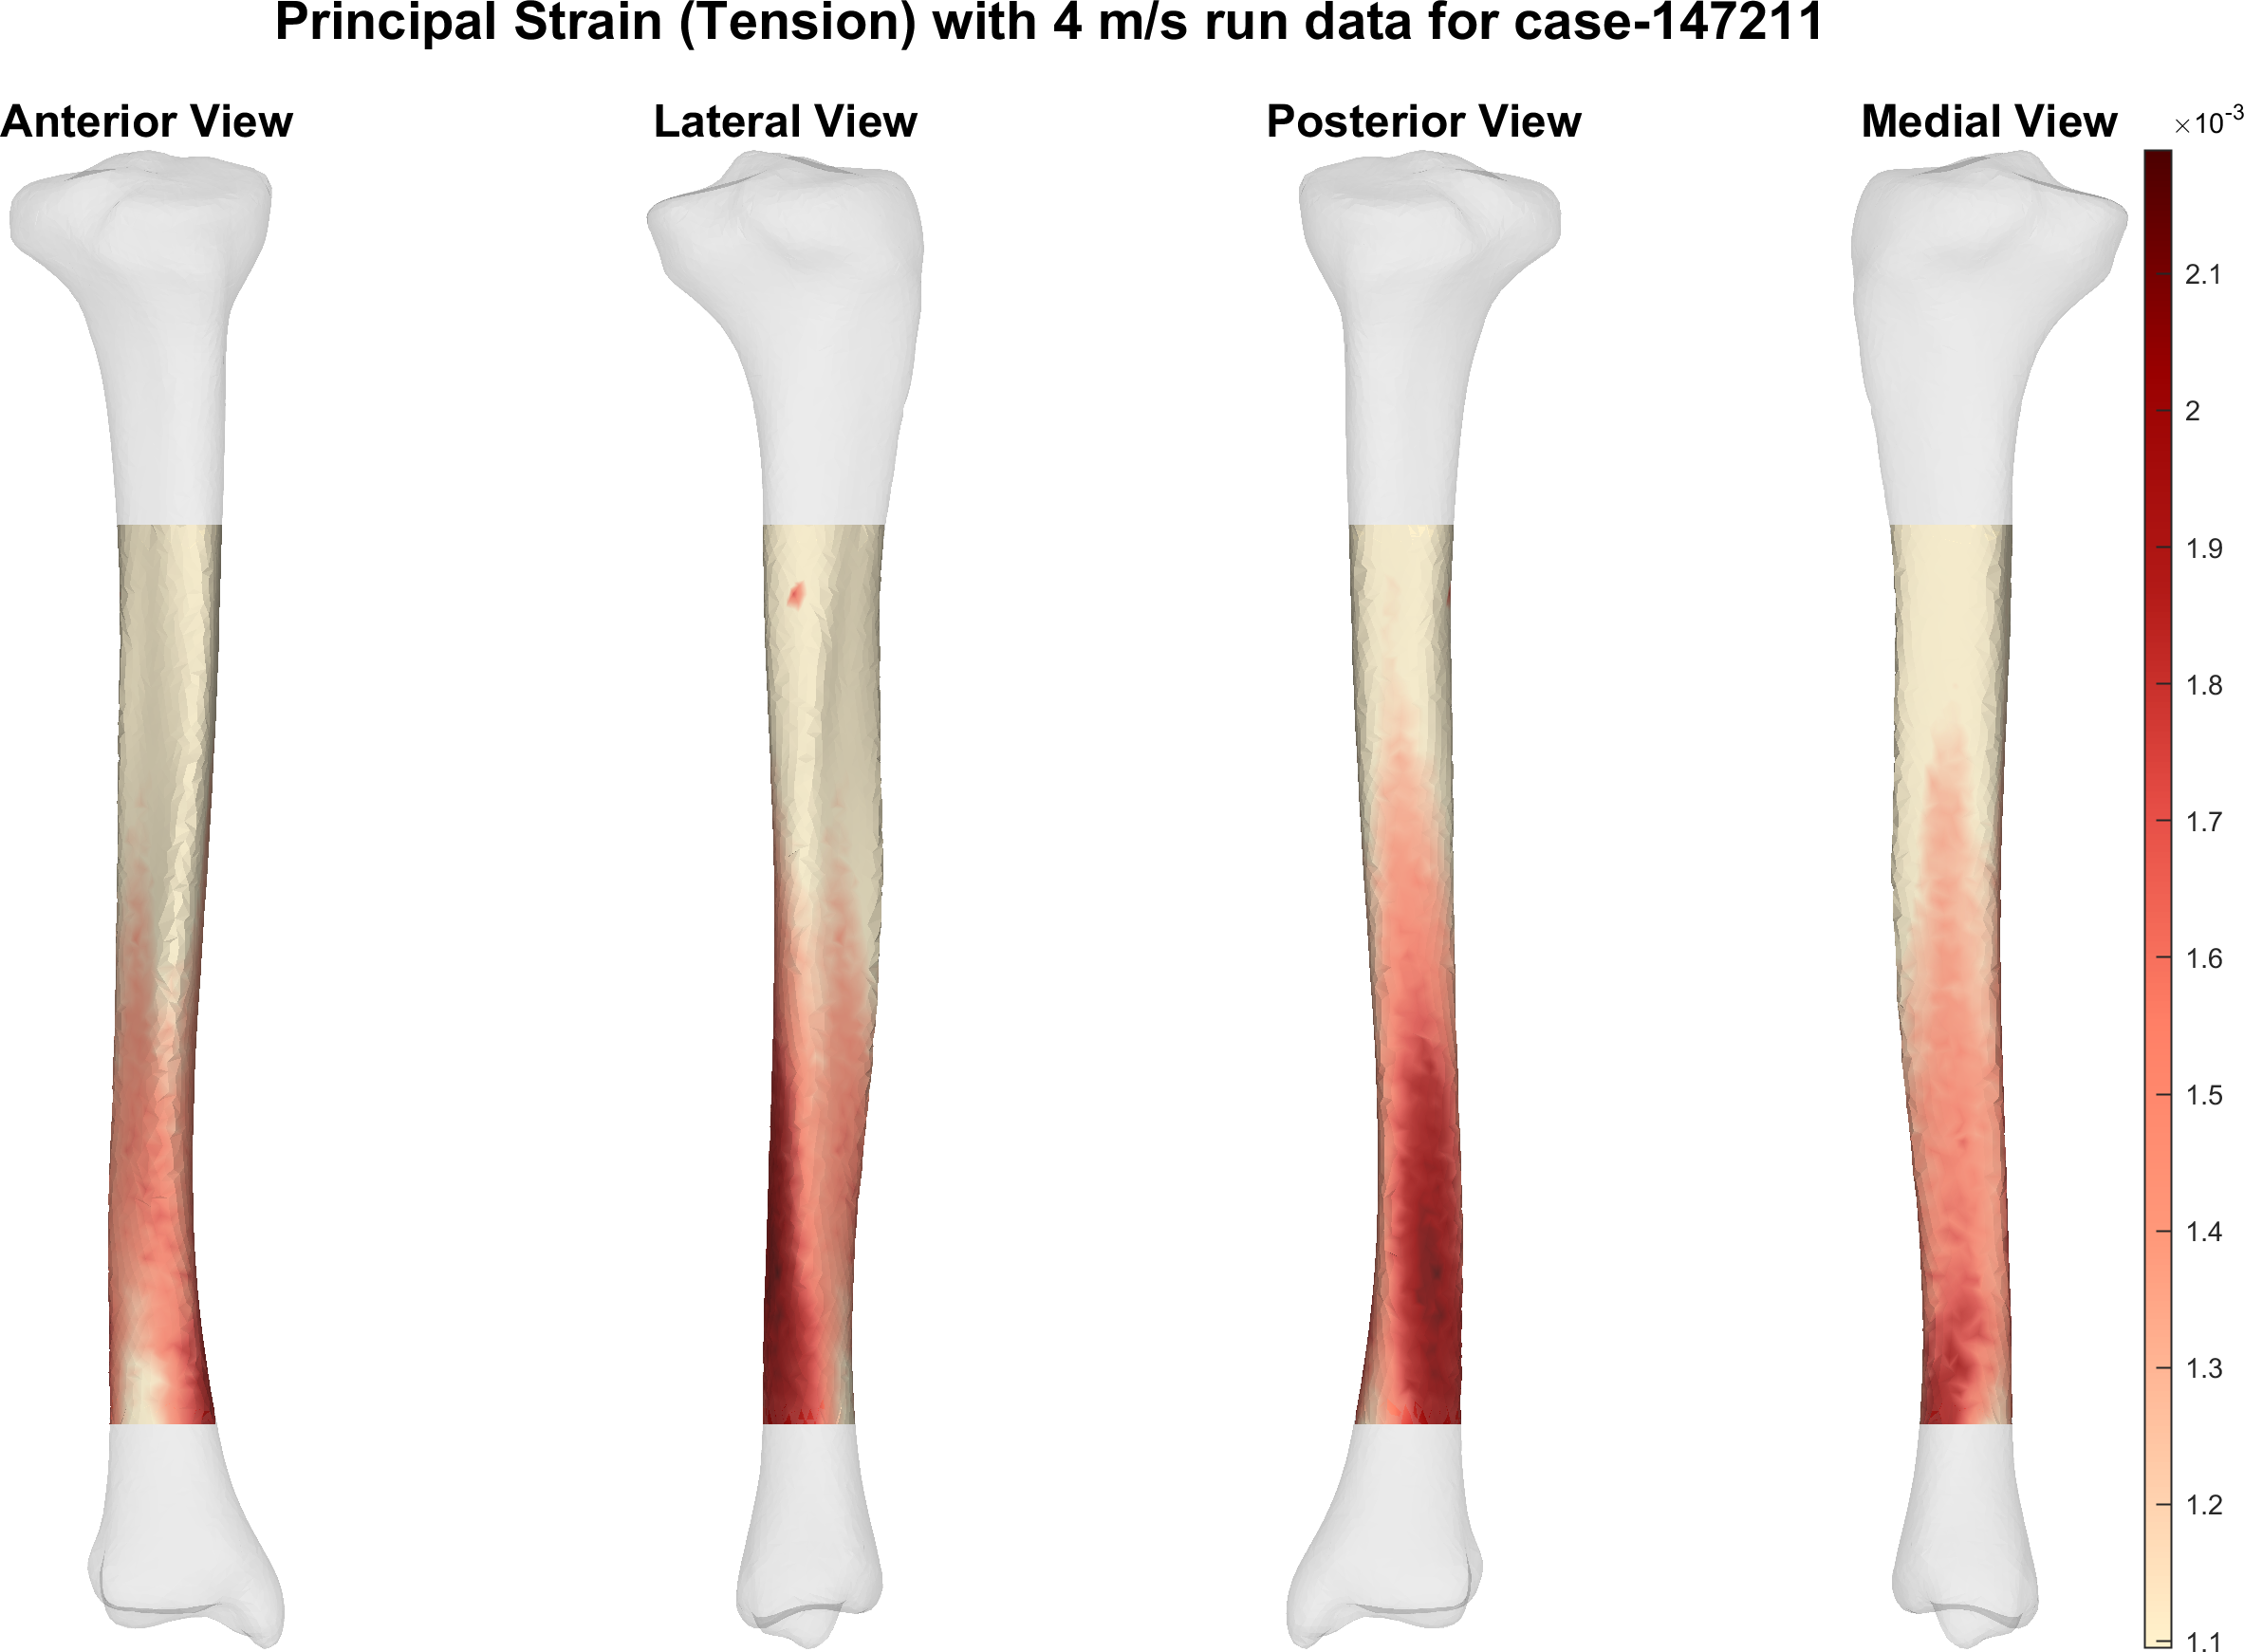 Principal Strain (Tension) with 4 m/s run data for case-147211
Anterior View
Lateral View
Posterior View
Medial View
×10-3
2.1
2
1.9
1.8
1.7
1.6
1.5
1.4
1.3
1.2
1.1